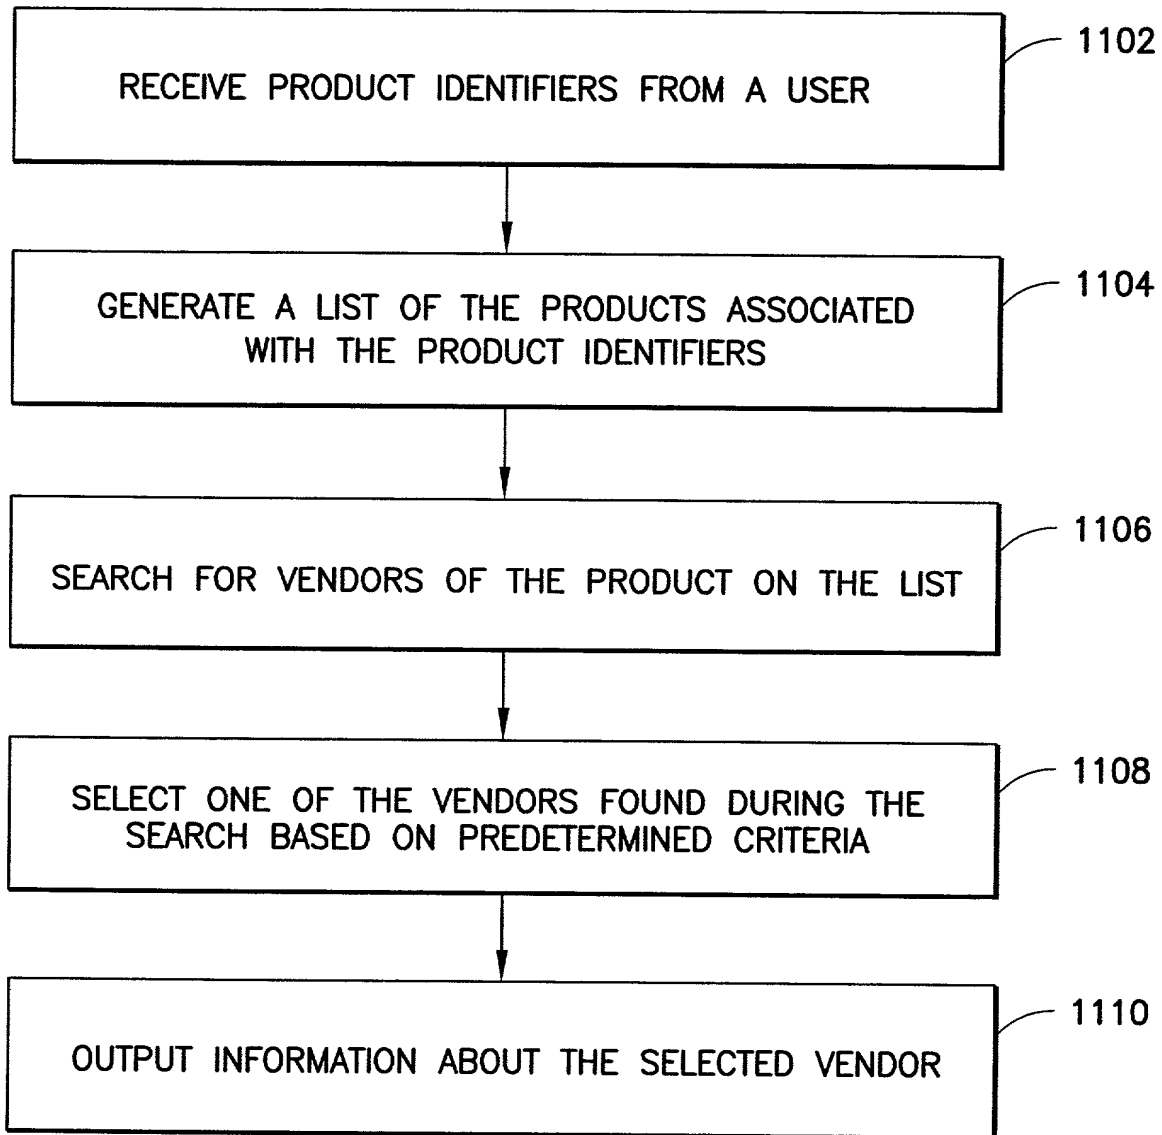 RECEIVE PRODUCT IDENTIFIERS FROM A USER
1102
GENERATE A LIST OF THE PRODUCTS ASSOCIATED
WITH THE PRODUCT IDENTIFIERS
1104
SEARCH FOR VENDORS OF THE PRODUCT ON THE LIST
1106
SELECT ONE OF THE VENDORS FOUND DURING THE
SEARCH BASED ON PREDETERMINED CRITERIA
1108
OUTPUT INFORMATION ABOUT THE SELECTED VENDOR
1110